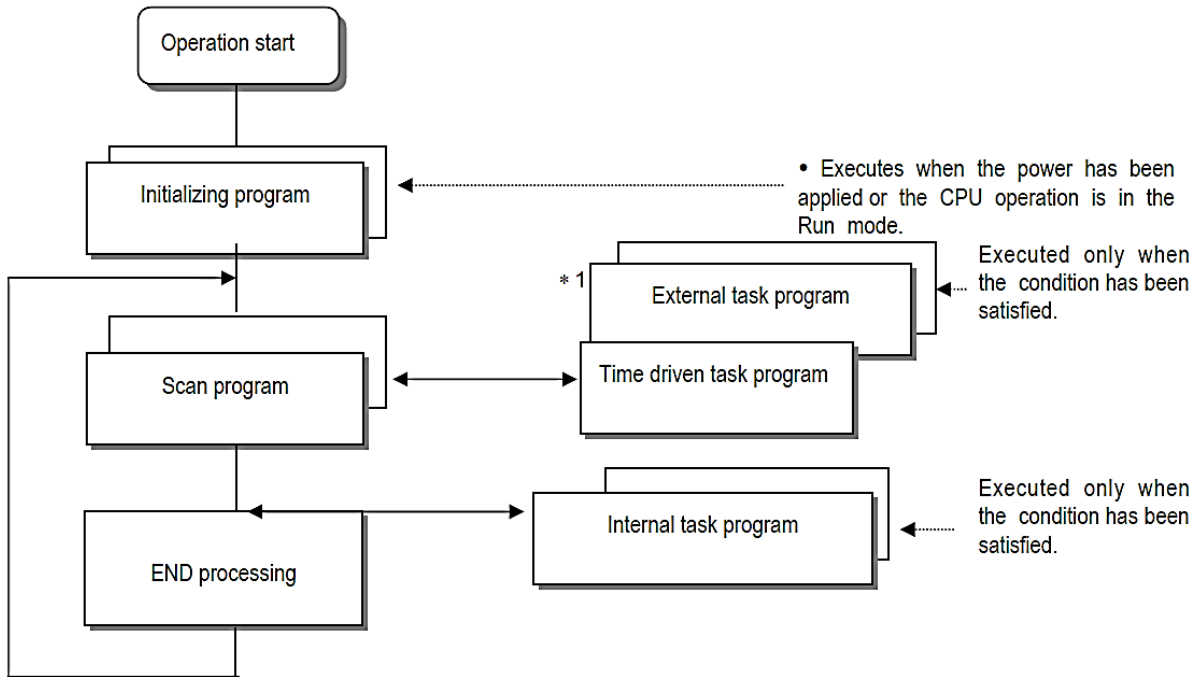 Operation start
Initializing program
• Executes when the power has been
applied or the CPU operation is in the
Run mode.
* 1
External task program
Executed only when
the condition has been
satisfied.
Scan program
Time driven task program
Internal task program
Executed only when
the condition has been
satisfied.
END processing